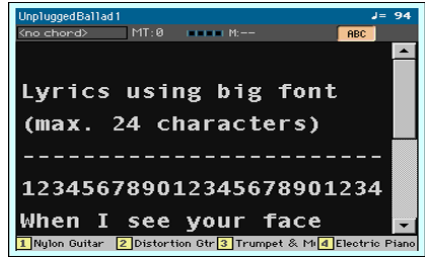 UnpluggedBallad1 ♩= 94
<no chord> MT:0 M:-- ABC
Lyrics using big font
(max. 24 characters)
------------------------
123456789012345678901234
When I see your face
1 Nylon Guitar 2 Distortion Gtr 3 Trumpet & Mu 4 Electric Piano